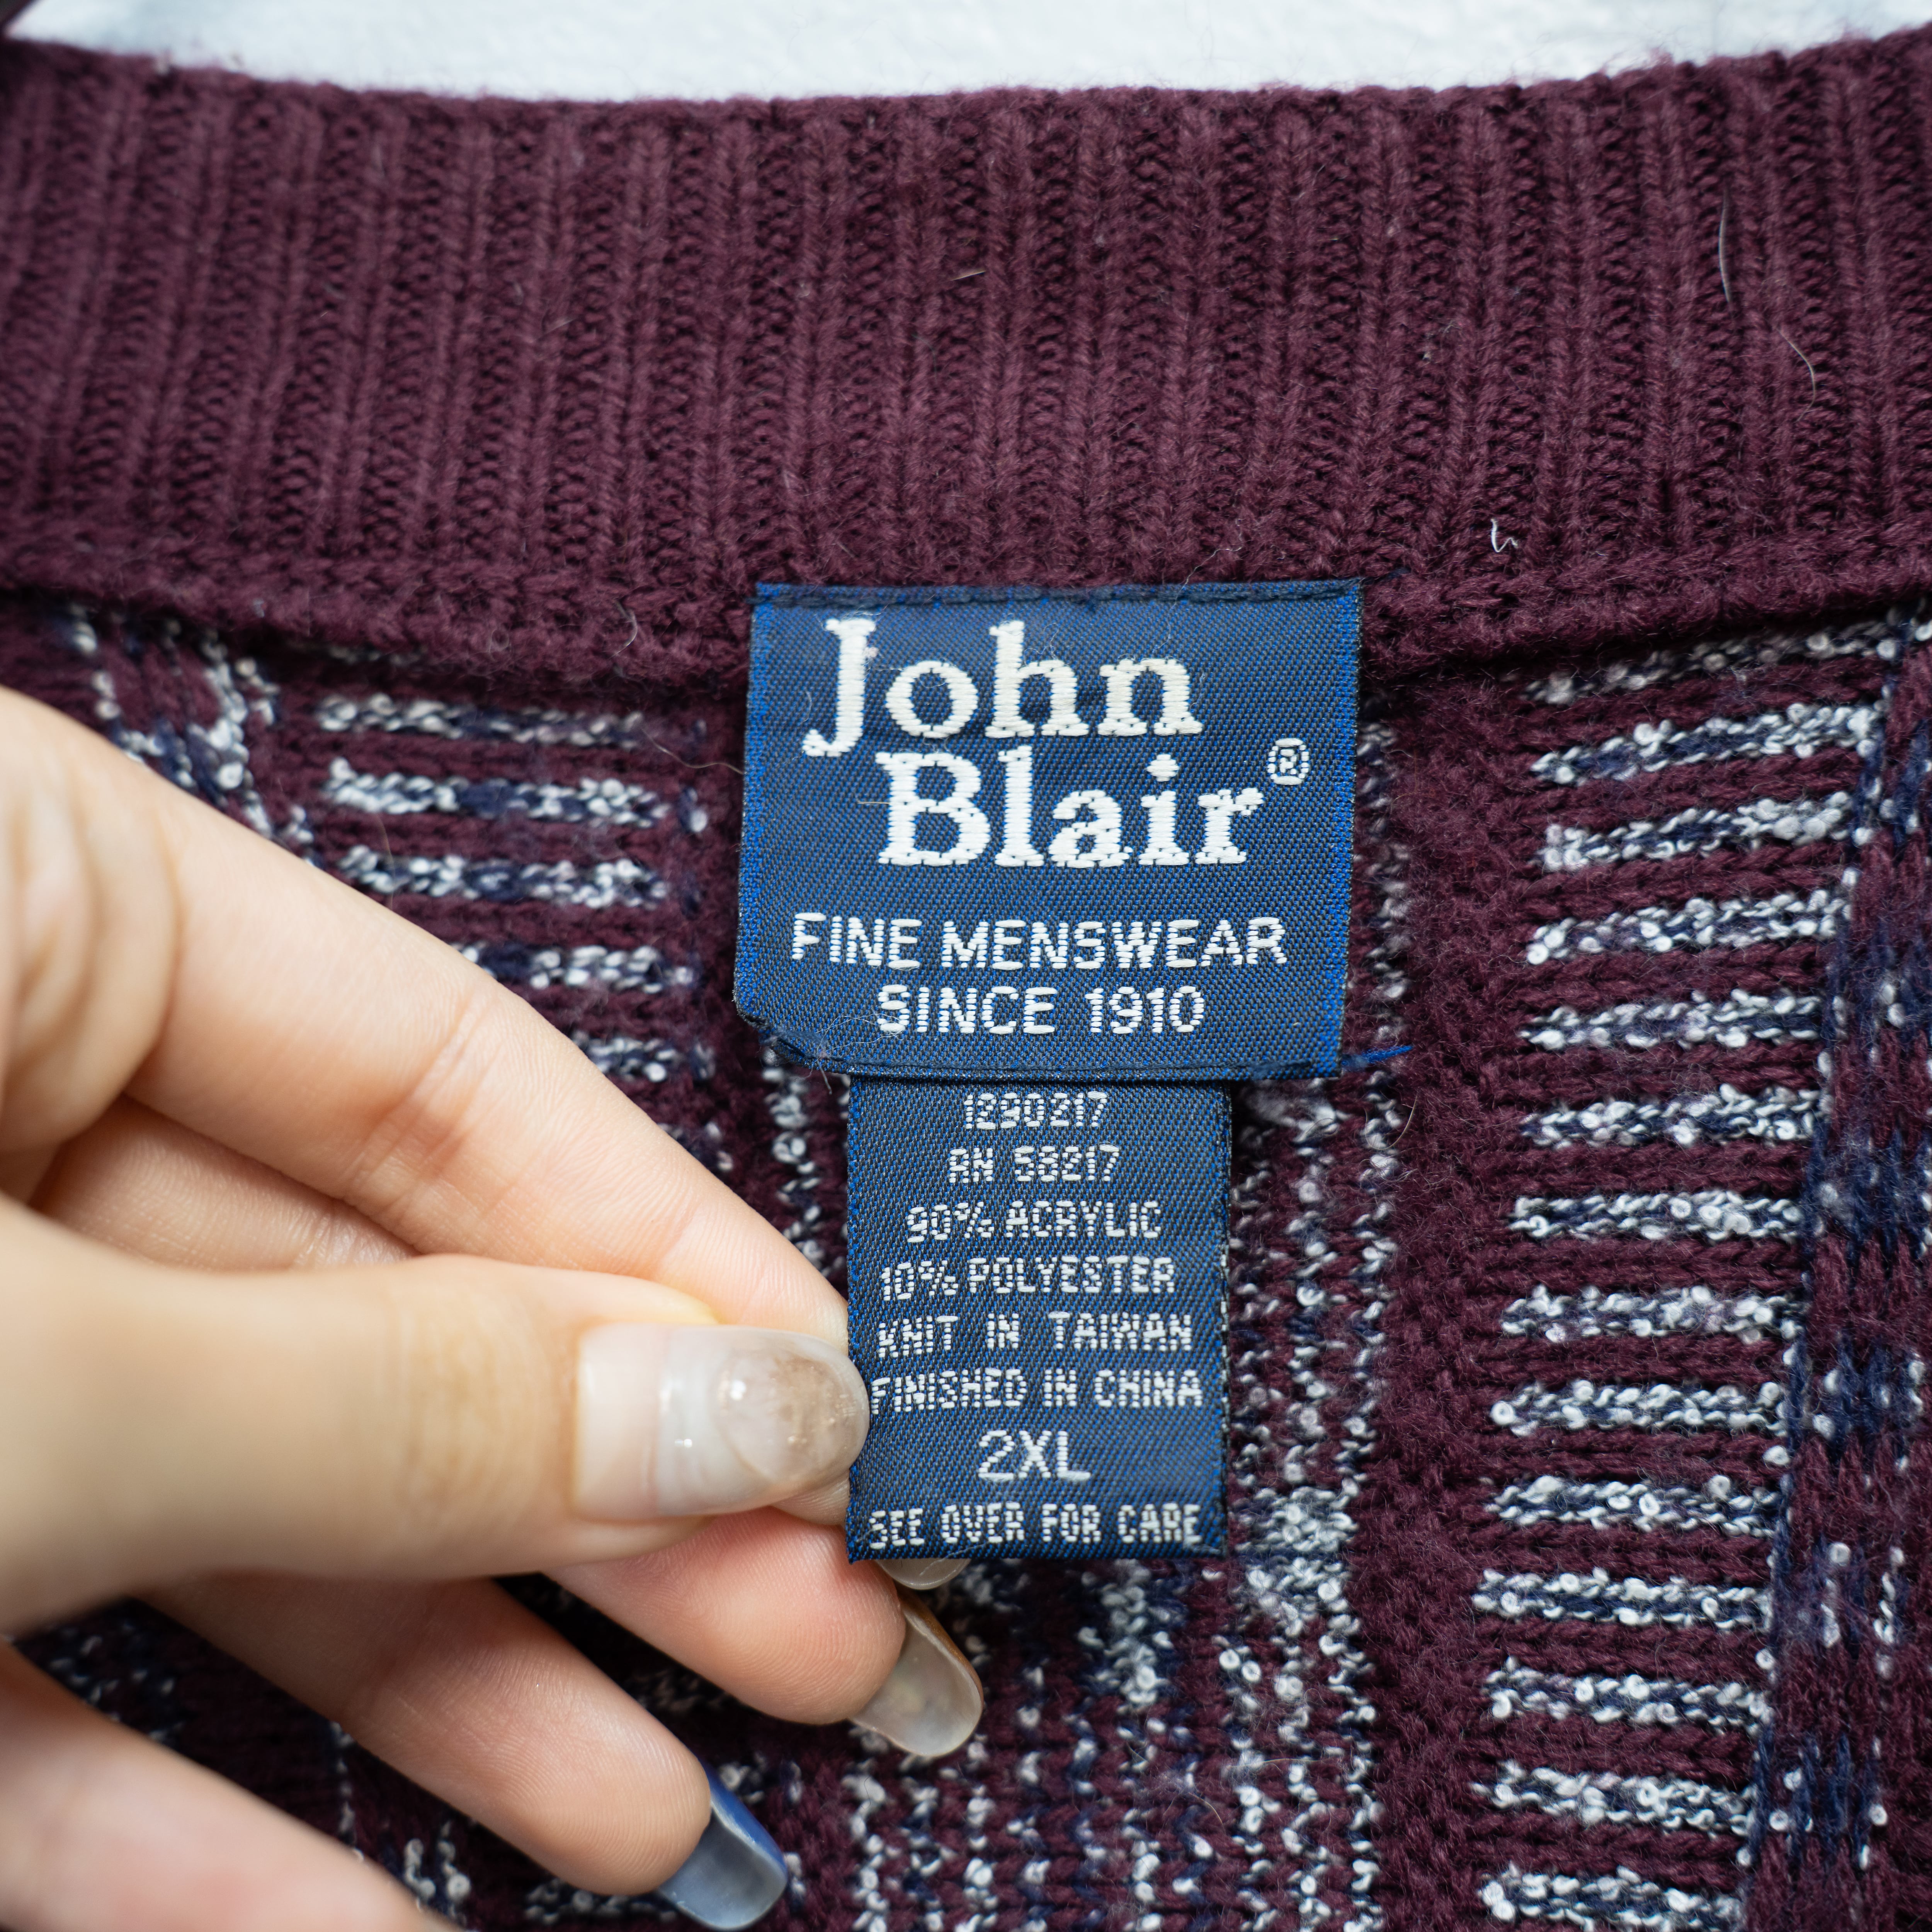 John
Blair®
FINE MENSWEAR
SINCE 1910
1290217
RN 58217
90% ACRYLIC
10% POLYESTER
KNIT IN TAIWAN
FINISHED IN CHINA
2XL
SEE OVER FOR CARE